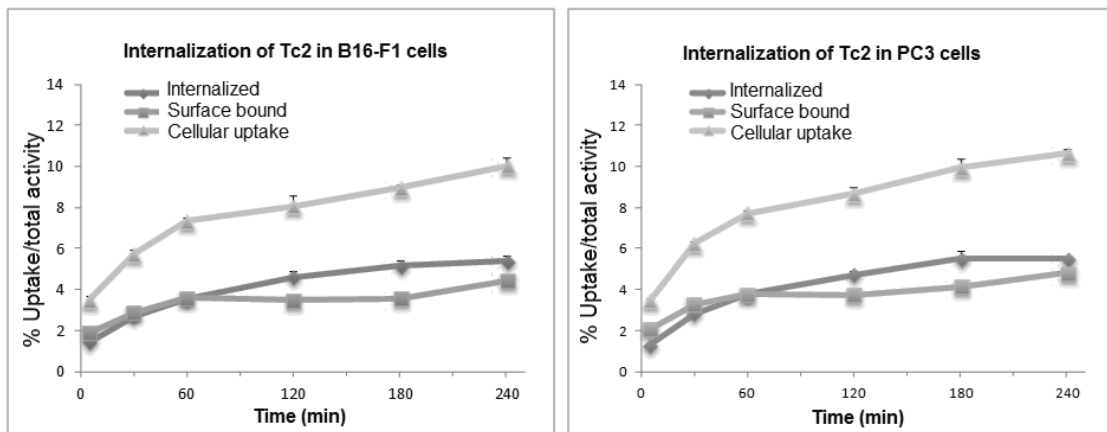 Internalization of Tc2 in B16-F1 cells
% Uptake/total activity
14
12
10
8
6
4
2
0
Internalized
Surface bound
Cellular uptake
0 60 120 180 240
Time (min)
Internalization of Tc2 in PC3 cells
% Uptake/total activity
14
12
10
8
6
4
2
0
Internalized
Surface bound
Cellular uptake
0 60 120 180 240
Time (min)